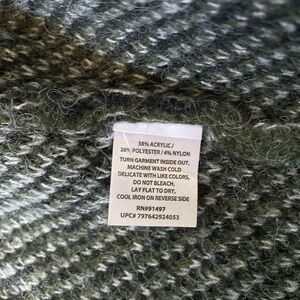 58% ACRYLIC/
38% POLYESTER/4% NYLON
TURN GARMENT INSIDE OUT,
MACHINE WASH COLD
DELICATE WITH LIKE COLORS,
DO NOT BLEACH,
LAY FLAT TO DRY,
COOL IRON ON REVERSE SIDE
RN#91497
UPC# 797642924053